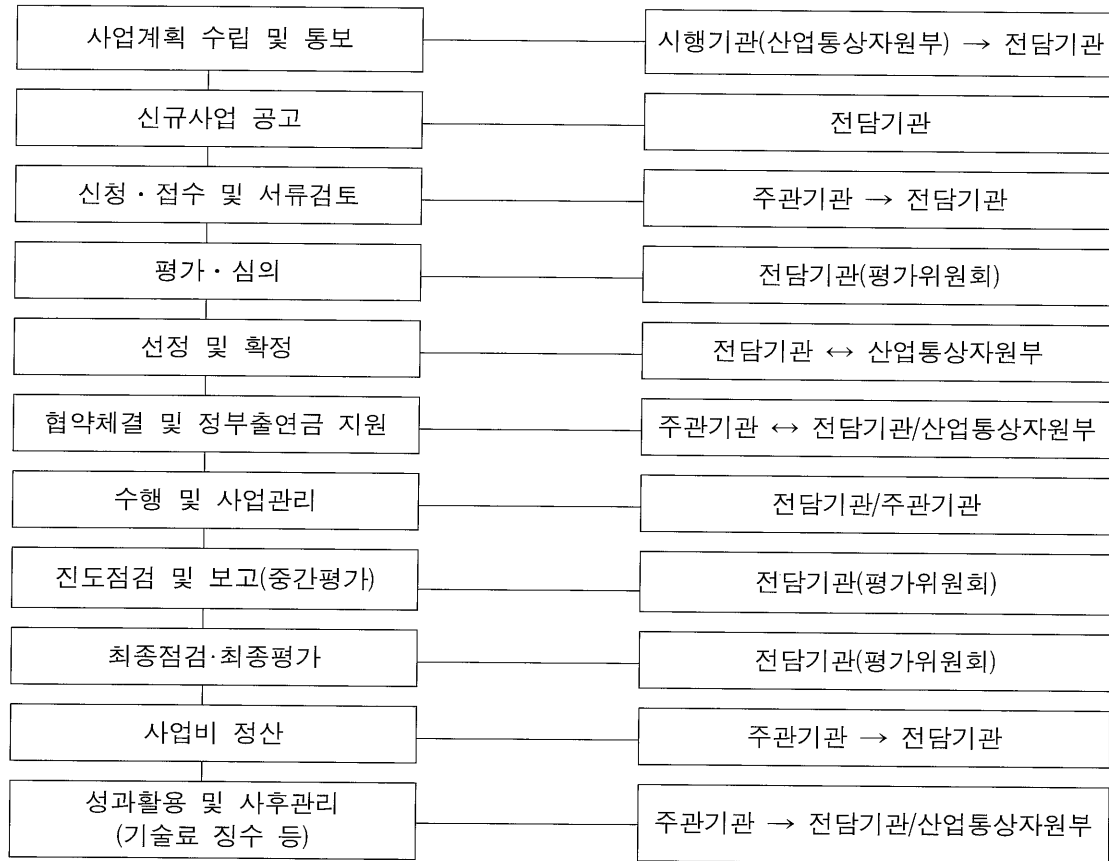 사업계획 수립 및 통보
시행기관(산업통상자원부) → 전담기관
신규사업 공고
전담기관
신청·접수 및 서류검토
주관기관 → 전담기관
평가·심의
전담기관(평가위원회)
선정 및 확정
전담기관 ↔ 산업통상자원부
협약체결 및 정부출연금 지원
주관기관 ↔ 전담기관/산업통상자원부
수행 및 사업관리
전담기관/주관기관
진도점검 및 보고(중간평가)
전담기관(평가위원회)
최종점검·최종평가
전담기관(평가위원회)
사업비 정산
주관기관 → 전담기관
성과활용 및 사후관리
(기술료 징수 등)
주관기관 → 전담기관/산업통상자원부